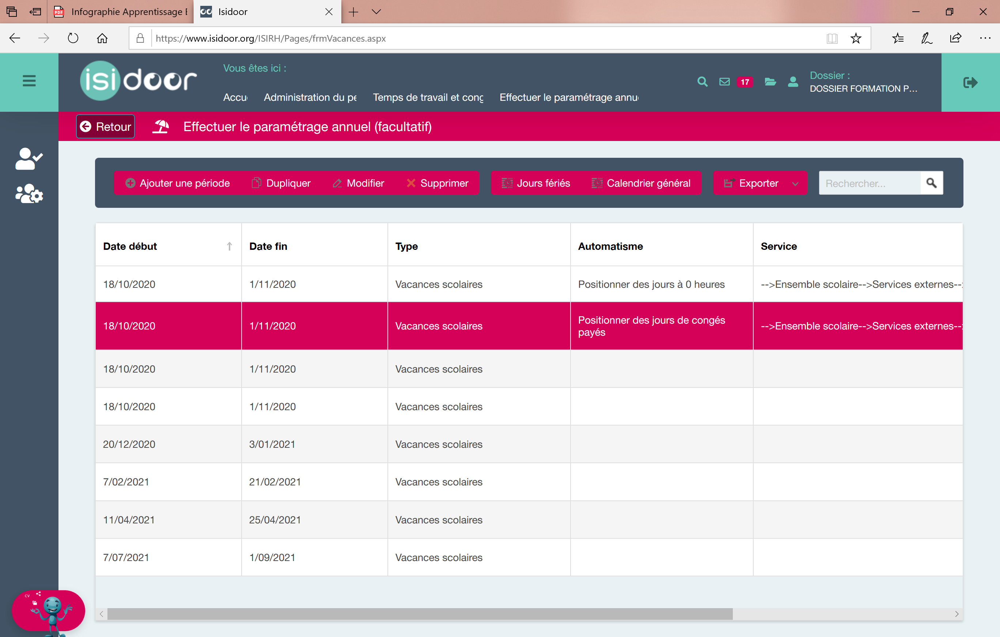 Infographie Apprentissage
Isidoor
https://www.isidoor.org/ISIRH/Pages/frmVacances.aspx
isidoor
Vous êtes ici :
Accu Administration du pe Temps de travail et cong Effectuer le paramétrage annu
17
Dossier :
DOSSIER FORMATION P...
Retour
Effectuer le paramétrage annuel (facultatif)
Ajouter une période Dupliquer Modifier Supprimer Jours fériés Calendrier général Exporter Rechercher...
Date début Date fin Type Automatisme Service
18/10/2020 1/11/2020 Vacances scolaires Positionner des jours à 0 heures -->Ensemble scolaire-->Services externes--
18/10/2020 1/11/2020 Vacances scolaires Positionner des jours de congés payés -->Ensemble scolaire-->Services externes--
18/10/2020 1/11/2020 Vacances scolaires
18/10/2020 1/11/2020 Vacances scolaires
20/12/2020 3/01/2021 Vacances scolaires
7/02/2021 21/02/2021 Vacances scolaires
11/04/2021 25/04/2021 Vacances scolaires
7/07/2021 1/09/2021 Vacances scolaires
CV